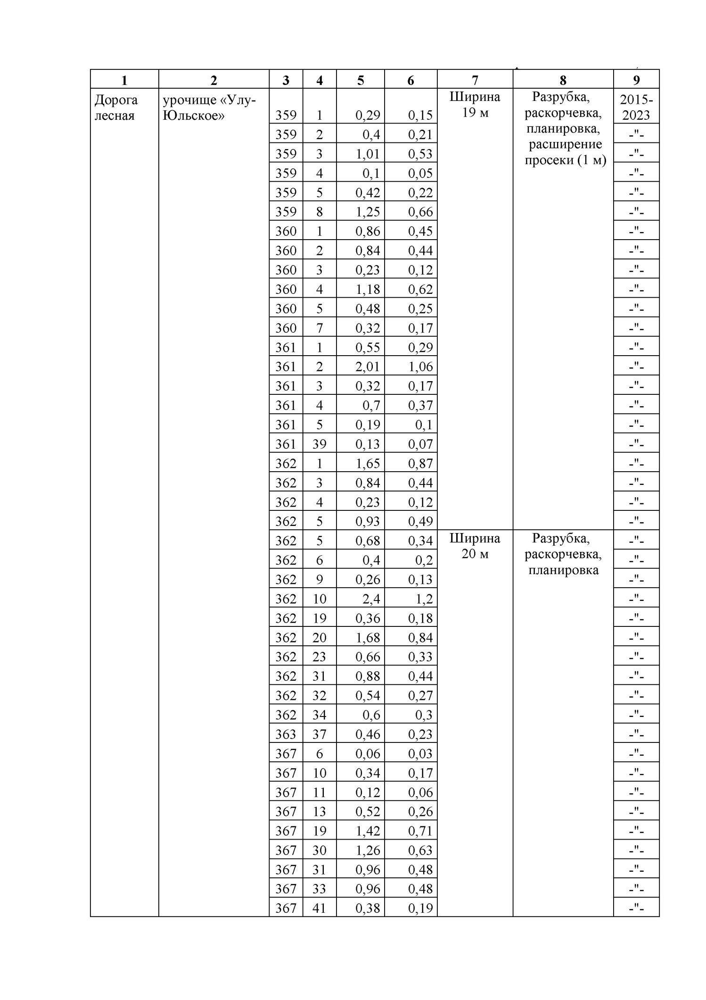 1 2 3 4 5 6 7 8 9
Дорога лесная урочище «Улу-Юльское» 359 1 0,29 0,15 Ширина 19 м Разрубка, раскорчевка, планировка, расширение просеки (1 м) 2015-2023
359 2 0,4 0,21 -"-
359 3 1,01 0,53 -"-
359 4 0,1 0,05 -"-
359 5 0,42 0,22 -"-
359 8 1,25 0,66 -"-
360 1 0,86 0,45 -"-
360 2 0,84 0,44 -"-
360 3 0,23 0,12 -"-
360 4 1,18 0,62 -"-
360 5 0,48 0,25 -"-
360 7 0,32 0,17 -"-
361 1 0,55 0,29 -"-
361 2 2,01 1,06 -"-
361 3 0,32 0,17 -"-
361 4 0,7 0,37 -"-
361 5 0,19 0,1 -"-
361 39 0,13 0,07 -"-
362 1 1,65 0,87 -"-
362 3 0,84 0,44 -"-
362 4 0,23 0,12 -"-
362 5 0,93 0,49 -"-
362 5 0,68 0,34 Ширина 20 м Разрубка, раскорчевка, планировка -"-
362 6 0,4 0,2 -"-
362 9 0,26 0,13 -"-
362 10 2,4 1,2 -"-
362 19 0,36 0,18 -"-
362 20 1,68 0,84 -"-
362 23 0,66 0,33 -"-
362 31 0,88 0,44 -"-
362 32 0,54 0,27 -"-
362 34 0,6 0,3 -"-
363 37 0,46 0,23 -"-
367 6 0,06 0,03 -"-
367 10 0,34 0,17 -"-
367 11 0,12 0,06 -"-
367 13 0,52 0,26 -"-
367 19 1,42 0,71 -"-
367 30 1,26 0,63 -"-
367 31 0,96 0,48 -"-
367 33 0,96 0,48 -"-
367 41 0,38 0,19 -"-